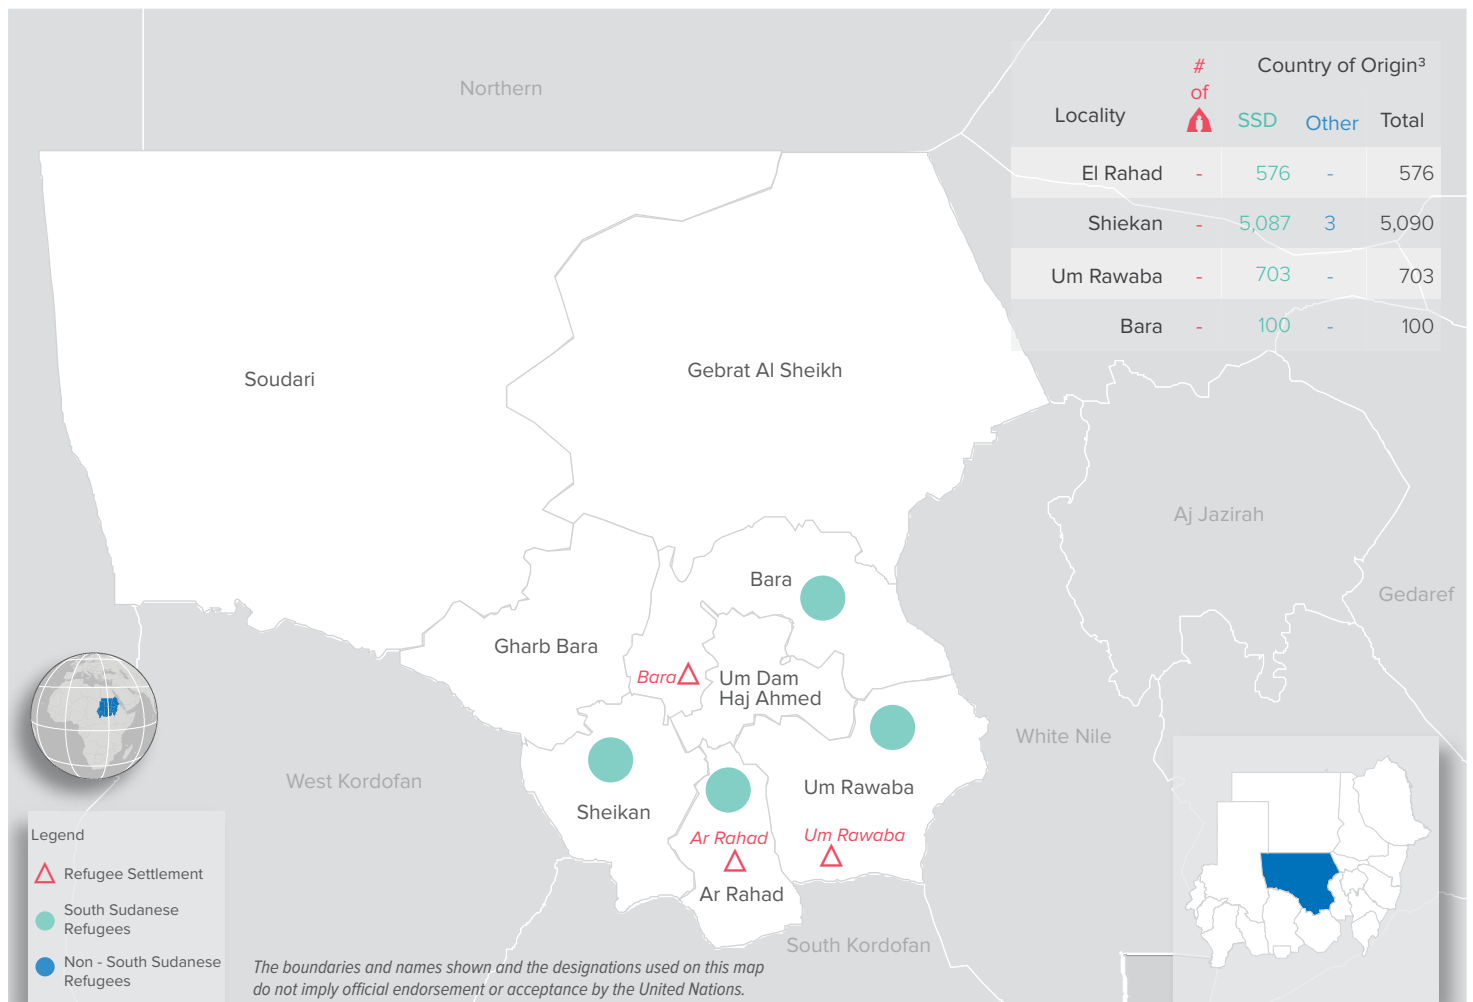 Northern
#
of
Country of Origin³
Locality
SSD
Other
Total
El Rahad - 576 - 576
Shiekan - 5,087 3 5,090
Um Rawaba - 703 - 703
Bara - 100 - 100
Soudari
Gebrat Al Sheikh
Aj Jazirah
Bara
Gedaref
Gharb Bara
Bara
Um Dam
Haj Ahmed
White Nile
West Kordofan
Um Rawaba
Sheikan
Ar Rahad
Um Rawaba
Ar Rahad
South Kordofan
Legend
Refugee Settlement
South Sudanese
Refugees
Non - South Sudanese
Refugees
The boundaries and names shown and the designations used on this map
do not imply official endorsement or acceptance by the United Nations.